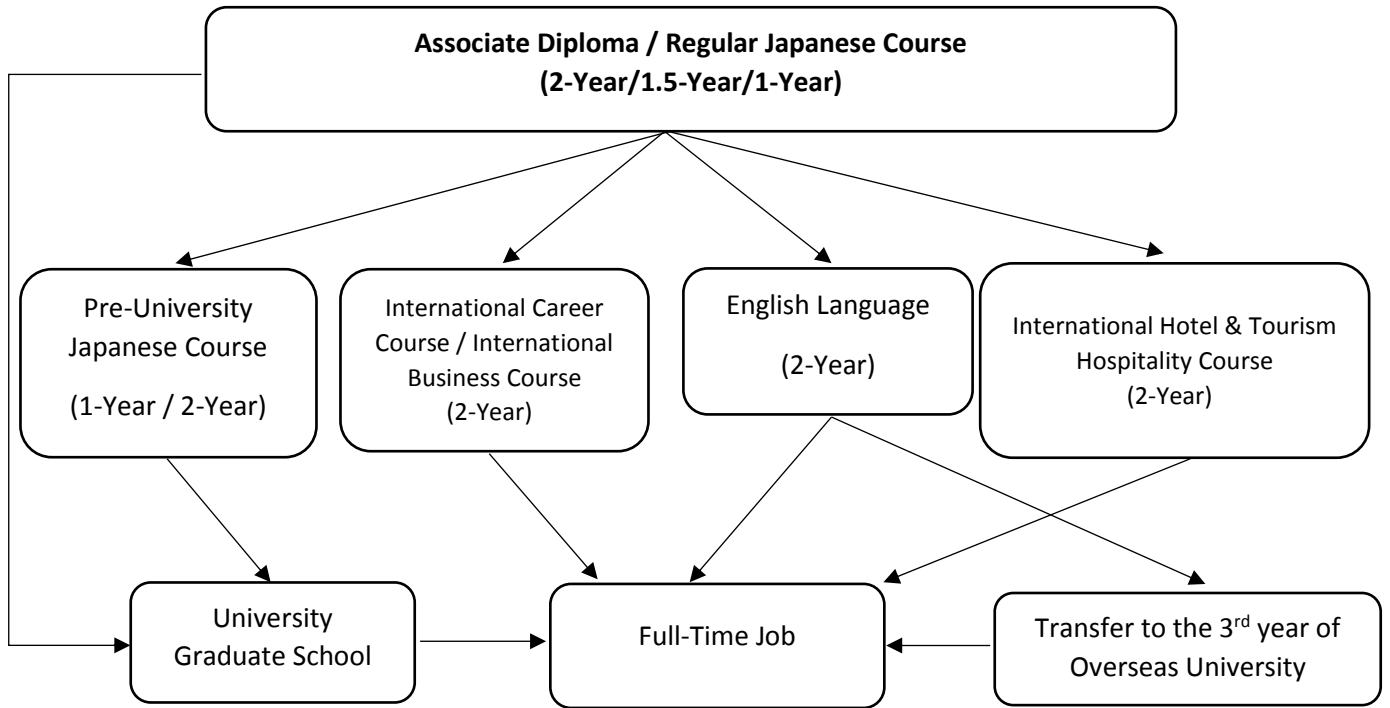 Associate Diploma / Regular Japanese Course
(2-Year/1.5-Year/1-Year)
Pre-University
Japanese Course
(1-Year / 2-Year)
International Career
Course / International
Business Course
(2-Year)
English Language
(2-Year)
International Hotel & Tourism
Hospitality Course
(2-Year)
University
Graduate School
Full-Time Job
Transfer to the 3rd year of
Overseas University